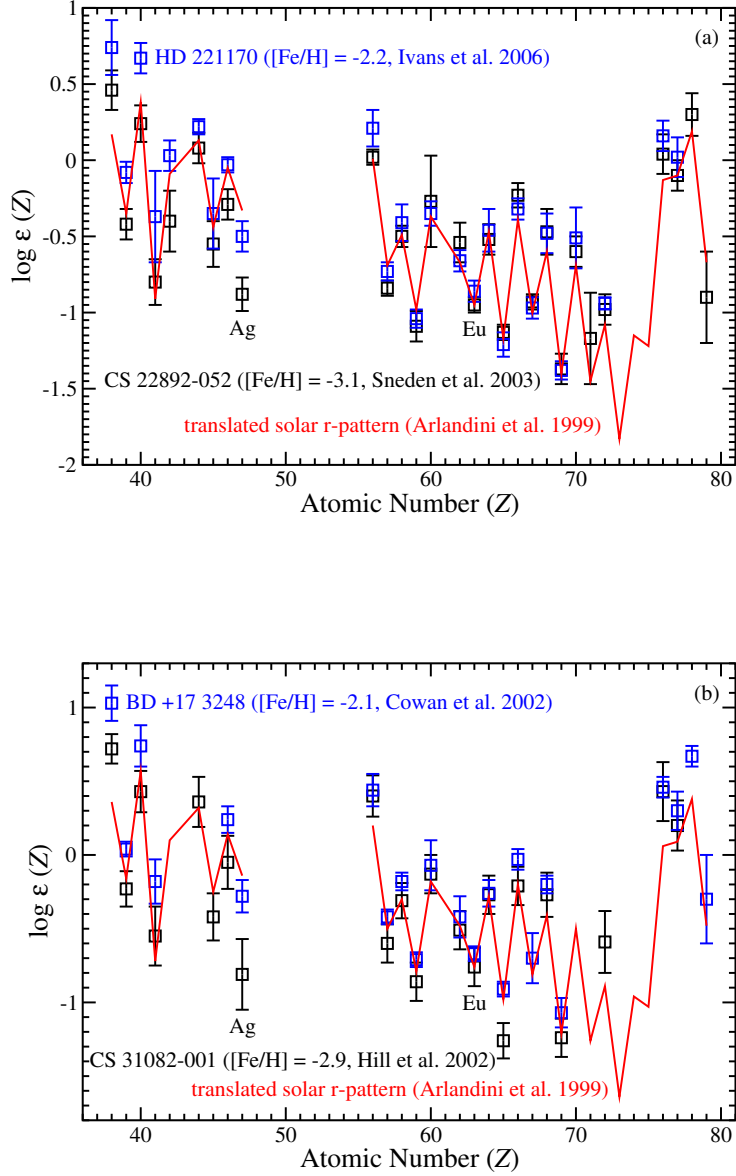 1
(a)
HD 221170 ([Fe/H] = -2.2, Ivans et al. 2006)
0.5
0
log ε (Z)
-0.5
-1
Ag
Eu
CS 22892-052 ([Fe/H] = -3.1, Sneden et al. 2003)
-1.5
translated solar r-pattern (Arlandini et al. 1999)
-2
40 50 60 70 80
Atomic Number (Z)
(b)
BD +17 3248 ([Fe/H] = -2.1, Cowan et al. 2002)
1
0
log ε (Z)
-1
Eu
Ag
CS 31082-001 ([Fe/H] = -2.9, Hill et al. 2002)
translated solar r-pattern (Arlandini et al. 1999)
40 50 60 70 80
Atomic Number (Z)